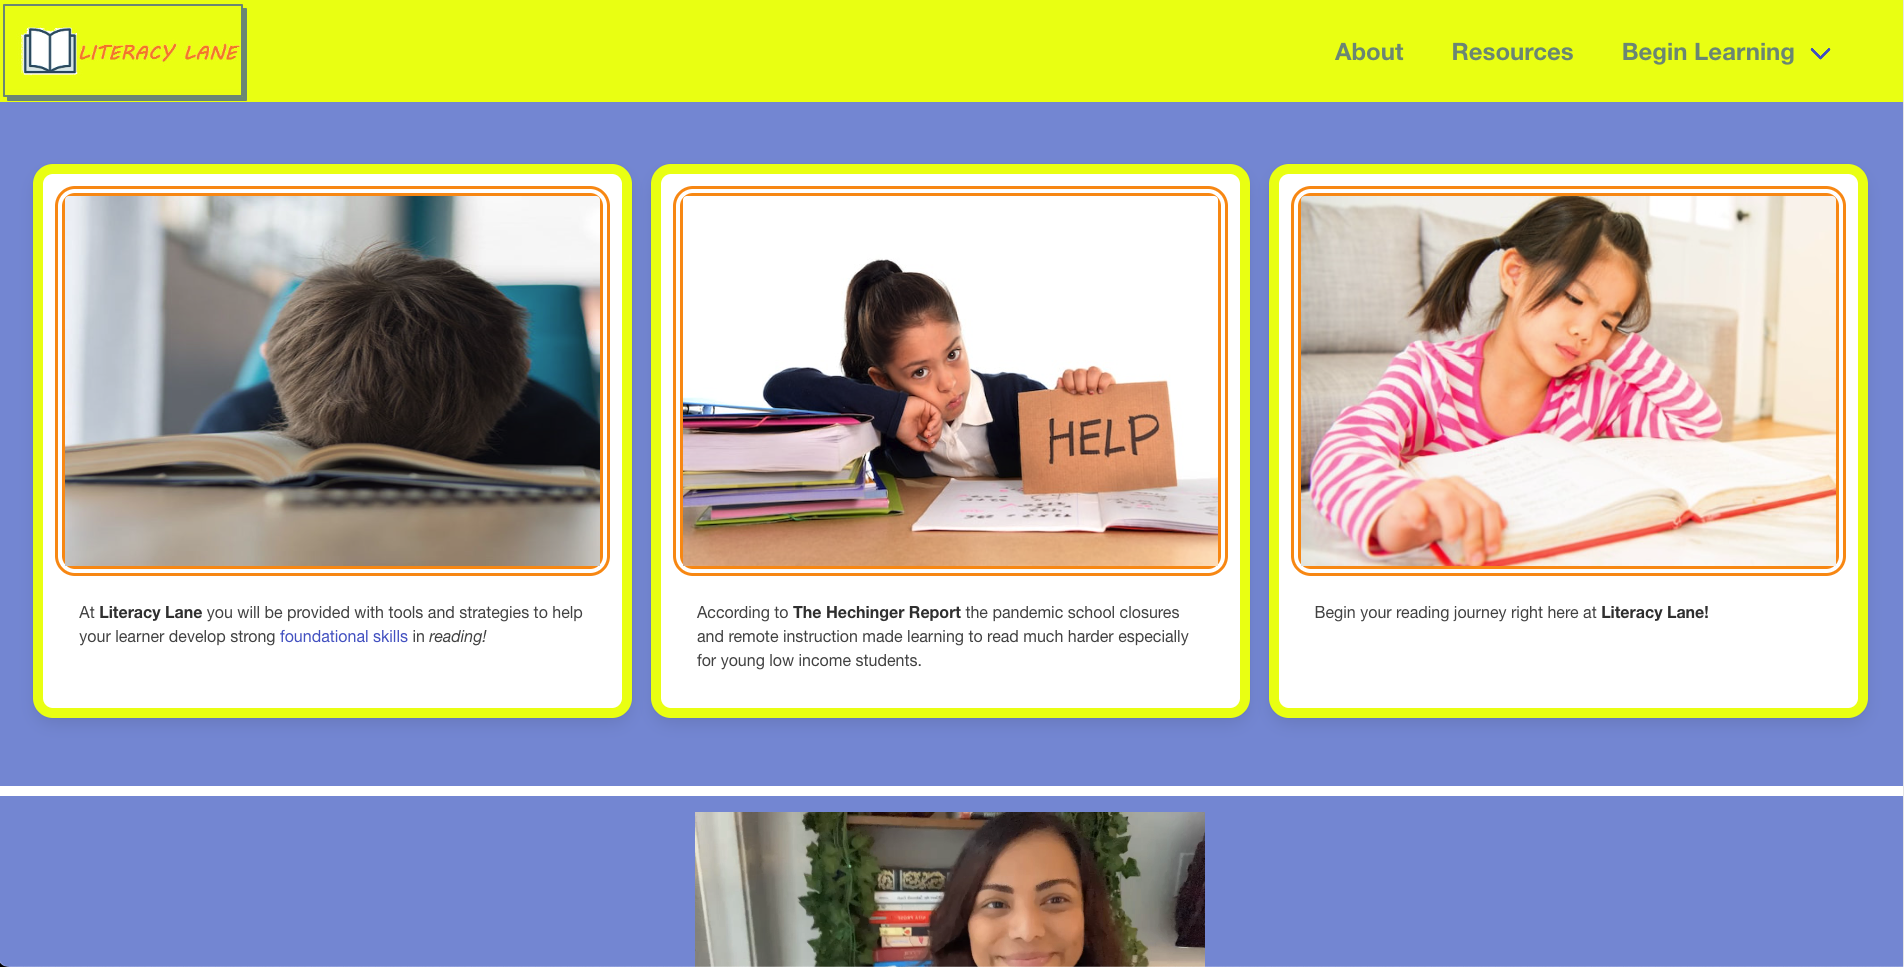 LITERACY LANE
About Resources Begin Learning
HELP
At Literacy Lane you will be provided with tools and strategies to help
your learner develop strong foundational skills in reading!
According to The Hechinger Report the pandemic school closures
and remote instruction made learning to read much harder especially
for young low income students.
Begin your reading journey right here at Literacy Lane!